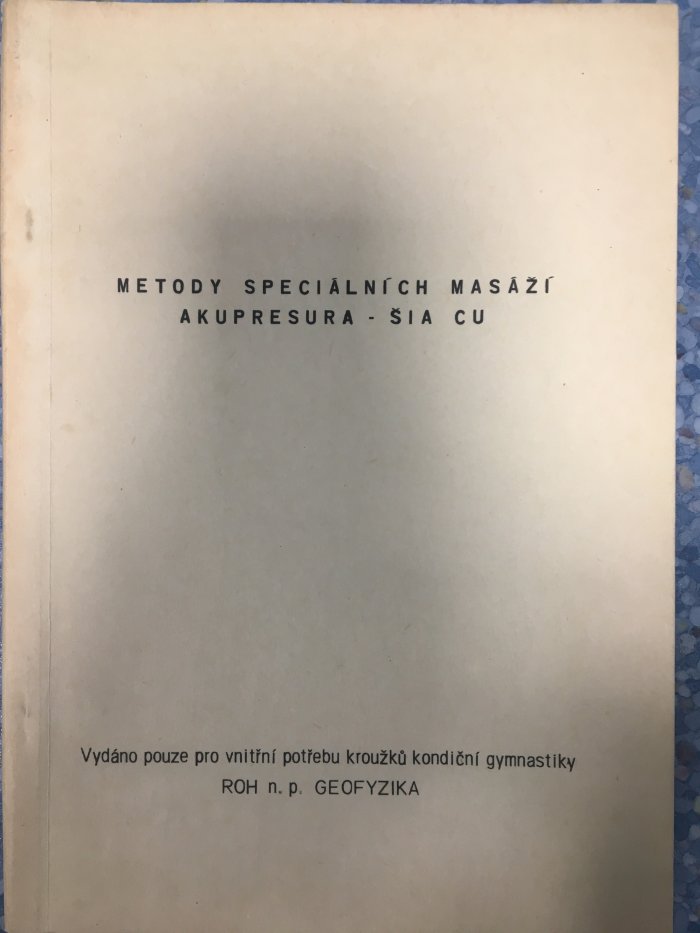 METODY SPECIÁLNÍCH MASÁŽÍ
AKUPRESURA - ŠIA CU
Vydáno pouze pro vnitřní potřebu kroužků kondiční gymnastiky
ROH n. p. GEOFYZIKA